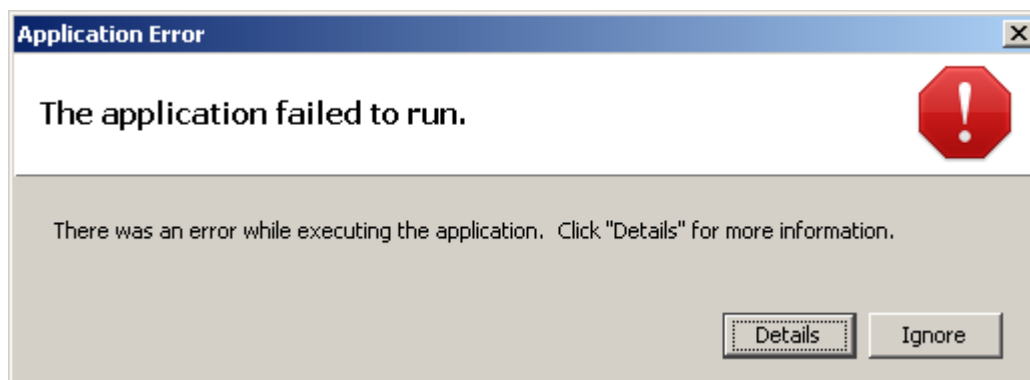 Application Error
The application failed to run.
There was an error while executing the application.  Click "Details" for more information.
Details
Ignore